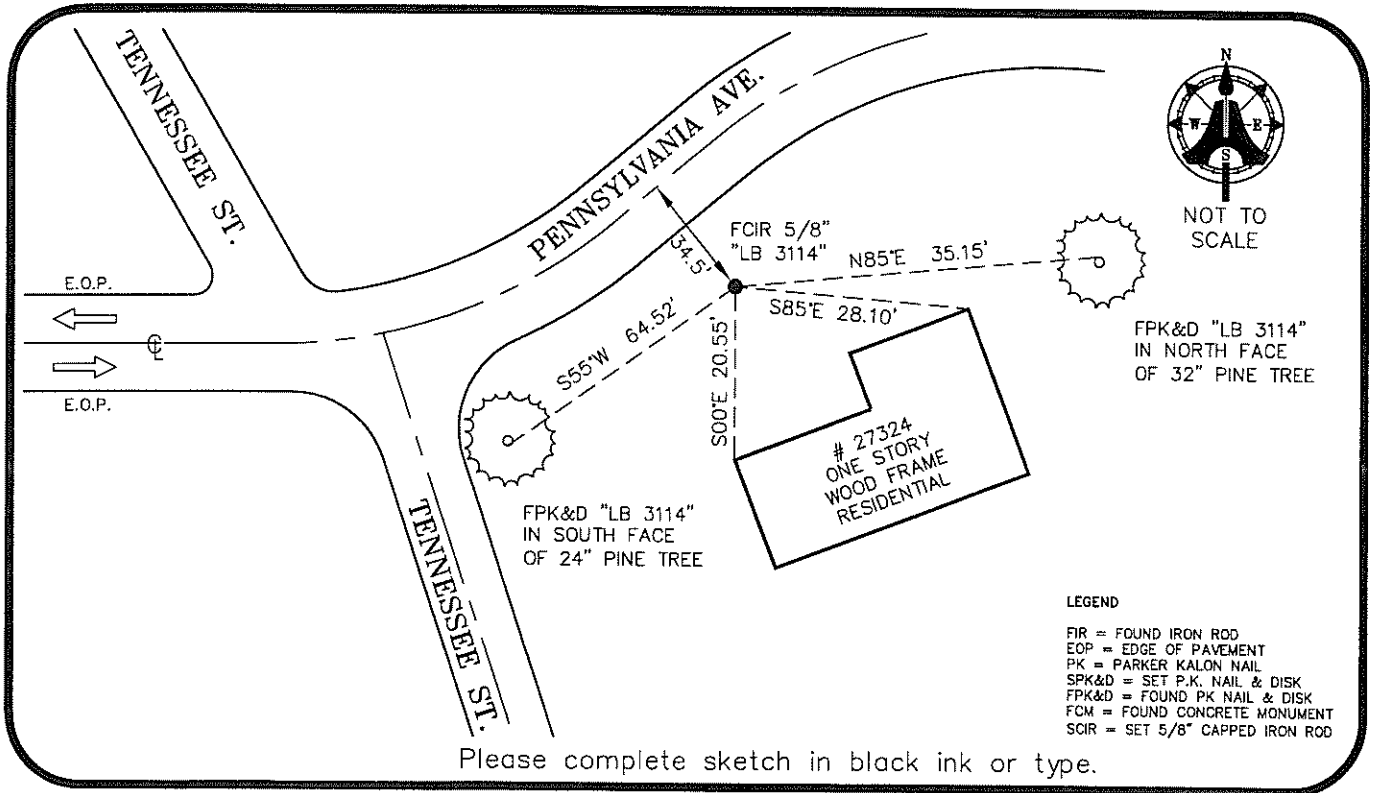 TENNESSEE ST.
PENNSYLVANIA AVE.
N
W E
S
NOT TO
SCALE
E.O.P.
℄
E.O.P.
34.5'
FCIR 5/8"
"LB 3114"
N85°E 35.15'
S85°E 28.10'
S55°W 64.52'
S00°E 20.55'
FPK&D "LB 3114"
IN NORTH FACE
OF 32" PINE TREE
# 27324
ONE STORY
WOOD FRAME
RESIDENTIAL
FPK&D "LB 3114"
IN SOUTH FACE
OF 24" PINE TREE
TENNESSEE ST.
LEGEND
FIR = FOUND IRON ROD
EOP = EDGE OF PAVEMENT
PK = PARKER KALON NAIL
SPK&D = SET P.K. NAIL & DISK
FPK&D = FOUND PK NAIL & DISK
FCM = FOUND CONCRETE MONUMENT
SCIR = SET 5/8" CAPPED IRON ROD
Please complete sketch in black ink or type.